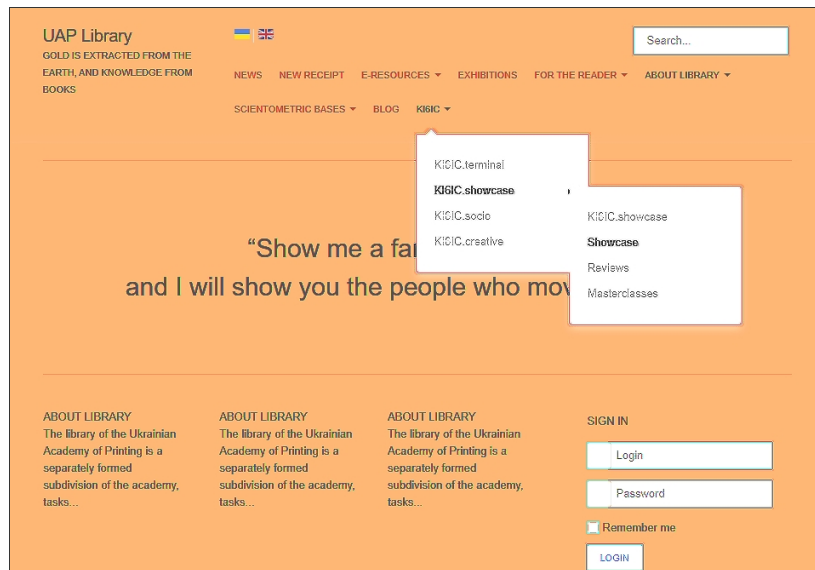 UAP Library
GOLD IS EXTRACTED FROM THE
EARTH, AND KNOWLEDGE FROM
BOOKS
Search...
NEWS NEW RECEIPT E-RESOURCES EXHIBITIONS FOR THE READER ABOUT LIBRARY
SCIENTOMETRIC BASES BLOG KI6IC
KI6IC.terminal
KI6IC.showcase
KI6IC.socio
KI6IC.creative
KI6IC.showcase
Showcase
Reviews
Masterclasses
“Show me a
and I will show you the people who
ABOUT LIBRARY
The library of the Ukrainian
Academy of Printing is a
separately formed
subdivision of the academy,
tasks...
ABOUT LIBRARY
The library of the Ukrainian
Academy of Printing is a
separately formed
subdivision of the academy,
tasks...
ABOUT LIBRARY
The library of the Ukrainian
Academy of Printing is a
separately formed
subdivision of the academy,
tasks...
SIGN IN
Login
Password
Remember me
LOGIN